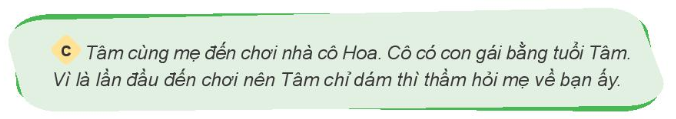 C Tâm cùng mẹ đến chơi nhà cô Hoa. Cô có con gái bằng tuổi Tâm.
Vì là lần đầu đến chơi nên Tâm chỉ dám thì thầm hỏi mẹ về bạn ấy.